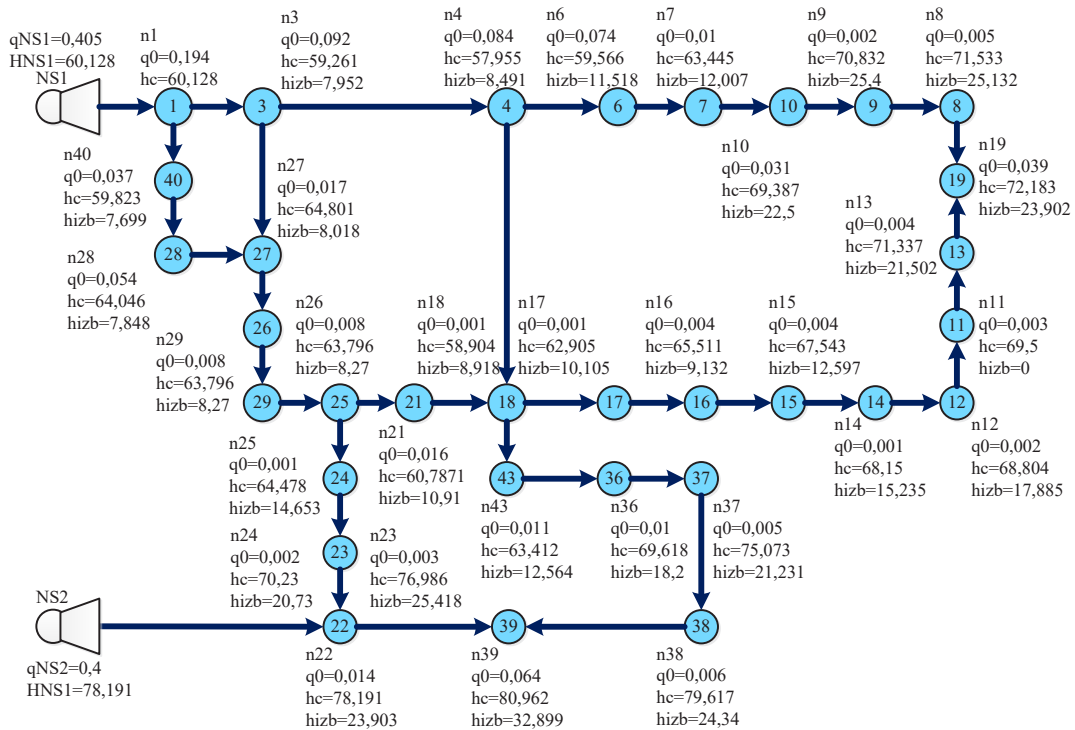 qNS1=0,405
HNS1=60,128
NS1
n1
q0=0,194
hc=60,128
n3
q0=0,092
hc=59,261
hizb=7,952
n4
q0=0,084
hc=57,955
hizb=8,491
n6
q0=0,074
hc=59,566
hizb=11,518
n7
q0=0,01
hc=63,445
hizb=12,007
n9
q0=0,002
hc=70,832
hizb=25,4
n8
q0=0,005
hc=71,533
hizb=25,132
1
3
4
6
7
10
9
8
n40
q0=0,037
hc=59,823
hizb=7,699
40
n27
q0=0,017
hc=64,801
hizb=8,018
n10
q0=0,031
hc=69,387
hizb=22,5
n19
q0=0,039
hc=72,183
hizb=23,902
19
n13
q0=0,004
hc=71,337
hizb=21,502
13
28
27
n28
q0=0,054
hc=64,046
hizb=7,848
26
n26
q0=0,008
hc=63,796
hizb=8,27
n18
q0=0,001
hc=58,904
hizb=8,918
n17
q0=0,001
hc=62,905
hizb=10,105
n16
q0=0,004
hc=65,511
hizb=9,132
n15
q0=0,004
hc=67,543
hizb=12,597
n11
q0=0,003
hc=69,5
hizb=0
11
n29
q0=0,008
hc=63,796
hizb=8,27
29
25
21
18
17
16
15
14
12
n25
q0=0,001
hc=64,478
hizb=14,653
n21
q0=0,016
hc=60,7871
hizb=10,91
n14
q0=0,001
hc=68,15
hizb=15,235
n12
q0=0,002
hc=68,804
hizb=17,885
24
43
36
37
n43
q0=0,011
hc=63,412
hizb=12,564
n36
q0=0,01
hc=69,618
hizb=18,2
n37
q0=0,005
hc=75,073
hizb=21,231
n24
q0=0,002
hc=70,23
hizb=20,73
23
n23
q0=0,003
hc=76,986
hizb=25,418
NS2
22
39
38
qNS2=0,4
HNS1=78,191
n22
q0=0,014
hc=78,191
hizb=23,903
n39
q0=0,064
hc=80,962
hizb=32,899
n38
q0=0,006
hc=79,617
hizb=24,34